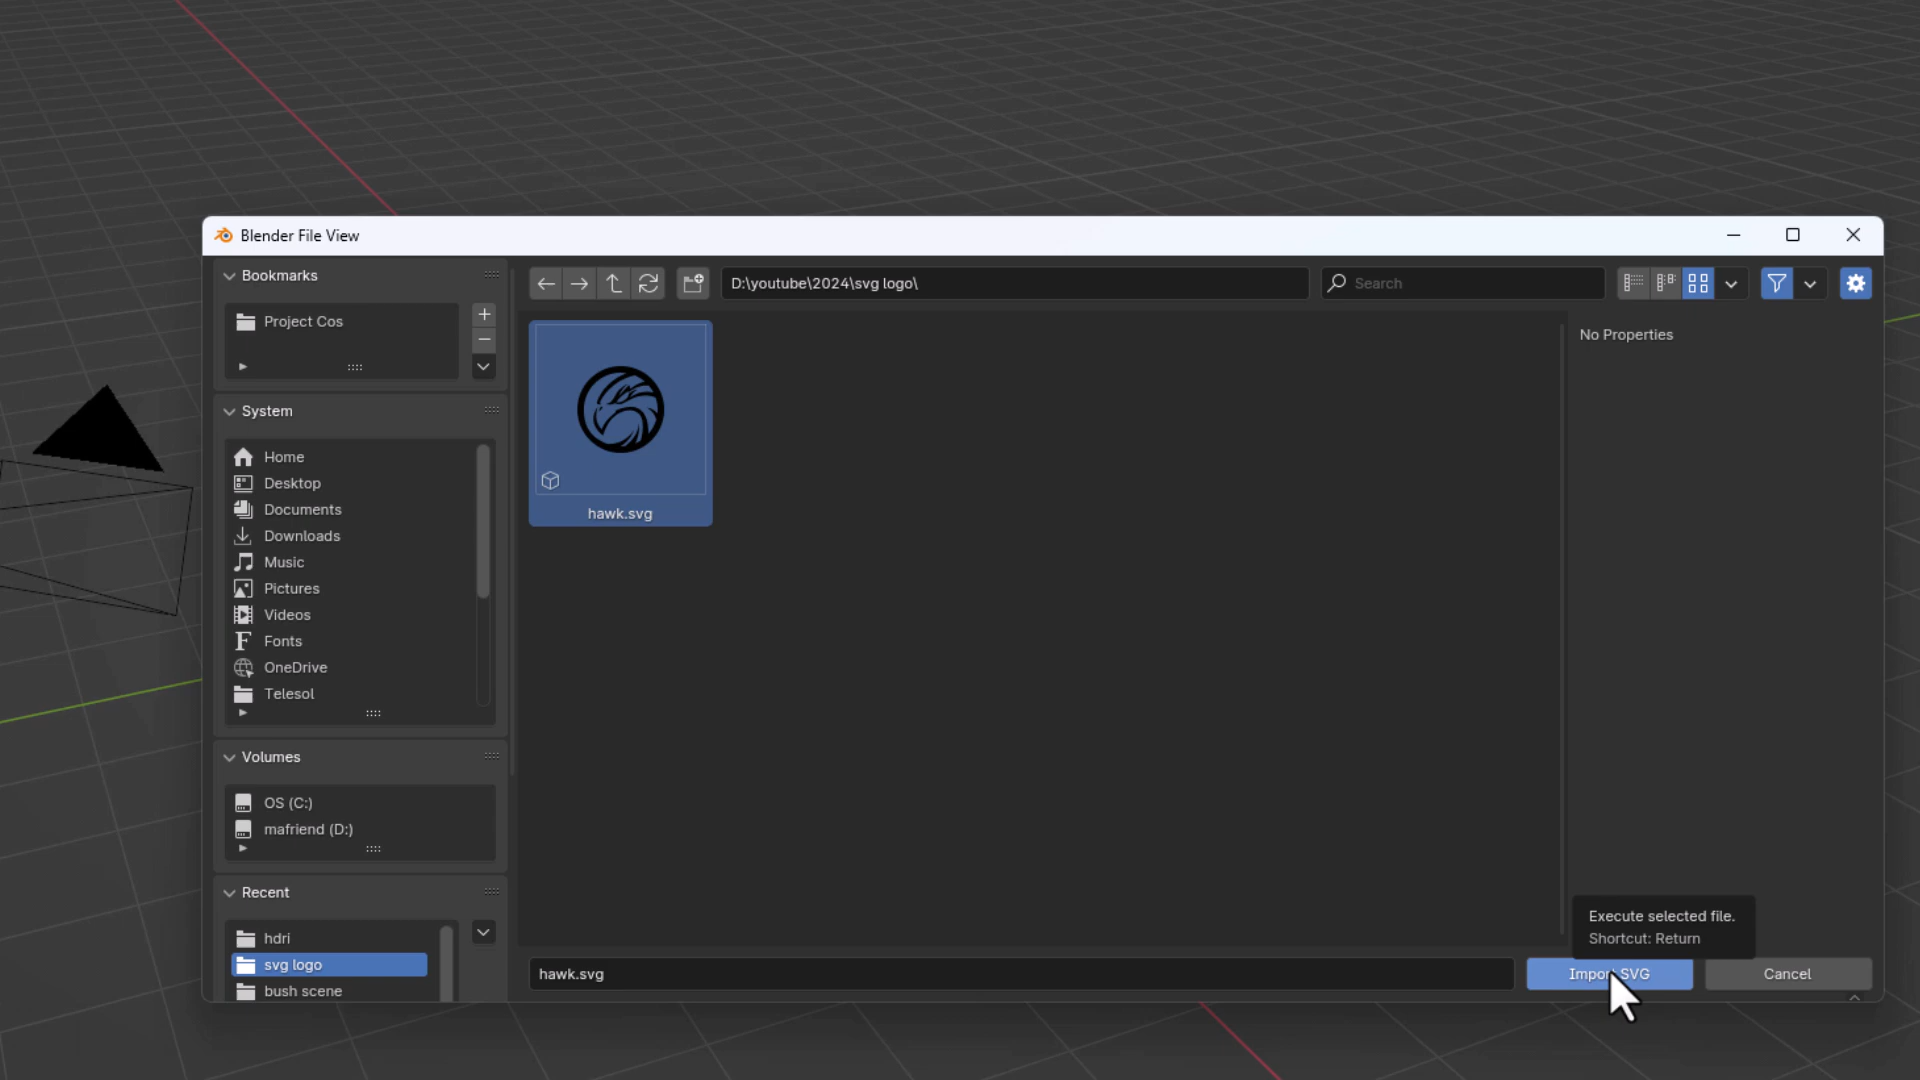 Blender File View
Bookmarks
Project Cos
System
Home
Desktop
Documents
Downloads
Music
Pictures
Videos
Fonts
OneDrive
Telesol
Volumes
OS (C:)
mafriend (D:)
Recent
hdri
svg logo
bush scene
D:\youtube\2024\svg logo\
Search
hawk.svg
No Properties
Execute selected file.
Shortcut: Return
hawk.svg
Import SVG
Cancel